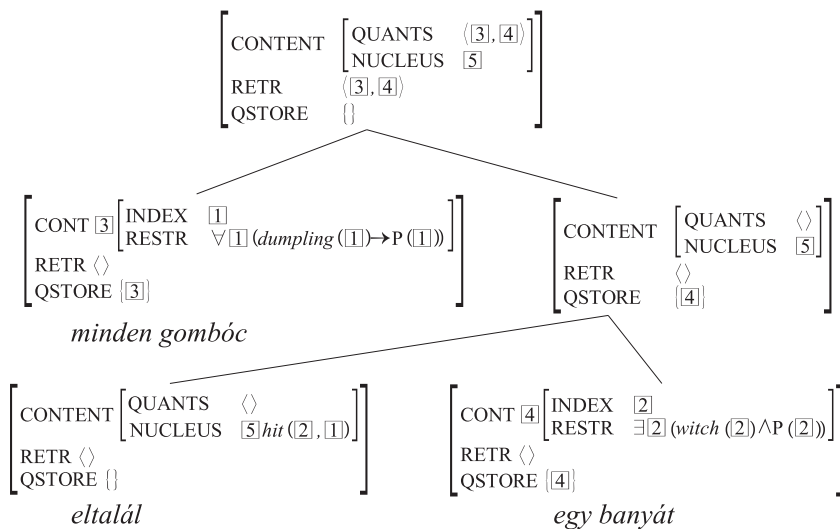 CONTENT QUANTS ⟨3, 4⟩
NUCLEUS 5
RETR ⟨3, 4⟩
QSTORE {}
CONT 3 INDEX 1
RESTR ∀1(dumpling(1)→P(1))
RETR ⟨⟩
QSTORE {3}
minden gombóc
CONTENT QUANTS ⟨⟩
NUCLEUS 5
RETR ⟨⟩
QSTORE {4}
CONTENT QUANTS ⟨⟩
NUCLEUS 5hit(2,1)
RETR ⟨⟩
QSTORE {}
eltalál
CONT 4 INDEX 2
RESTR ∃2(witch(2)∧P(2))
RETR ⟨⟩
QSTORE {4}
egy banyát